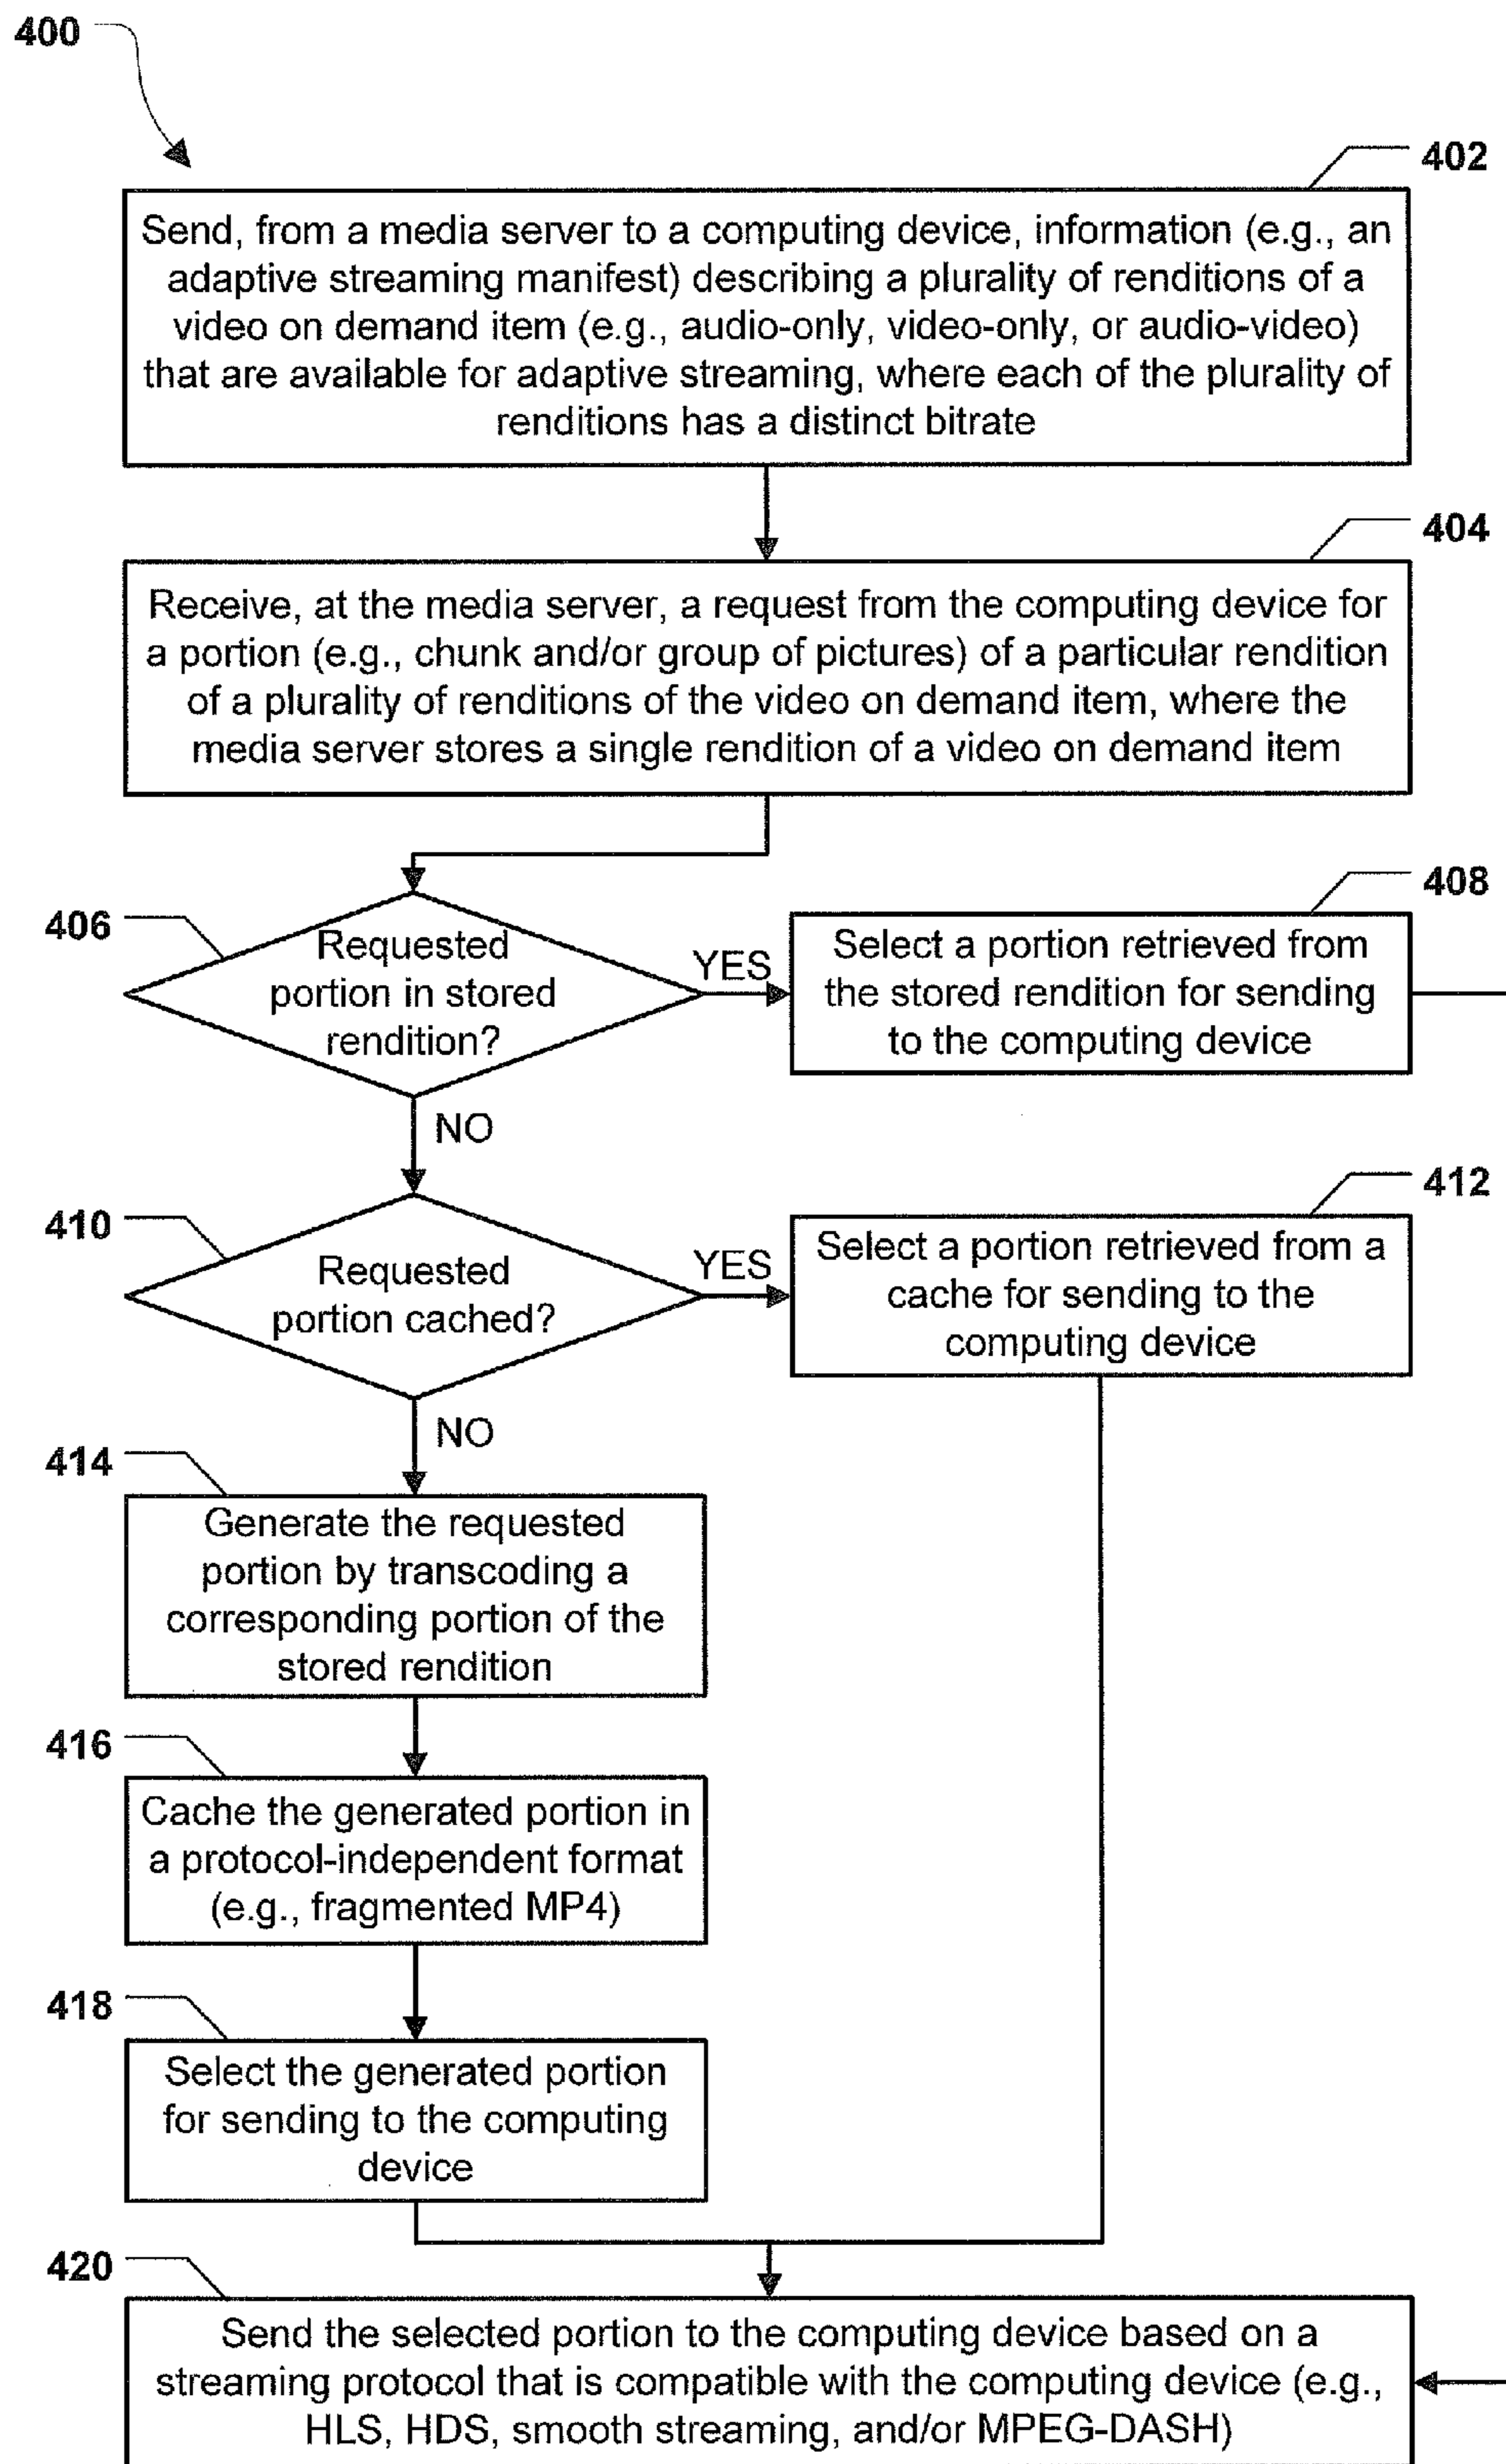 400
402
Send, from a media server to a computing device, information (e.g., an
adaptive streaming manifest) describing a plurality of renditions of a
video on demand item (e.g., audio-only, video-only, or audio-video)
that are available for adaptive streaming, where each of the plurality of
renditions has a distinct bitrate
404
Receive, at the media server, a request from the computing device for
a portion (e.g., chunk and/or group of pictures) of a particular rendition
of a plurality of renditions of the video on demand item, where the
media server stores a single rendition of a video on demand item
406
Requested
portion in stored
rendition?
YES
408
Select a portion retrieved from
the stored rendition for sending
to the computing device
NO
410
Requested
portion cached?
YES
412
Select a portion retrieved from a
cache for sending to the
computing device
NO
414
Generate the requested
portion by transcoding a
corresponding portion of the
stored rendition
416
Cache the generated portion in
a protocol-independent format
(e.g., fragmented MP4)
418
Select the generated portion
for sending to the computing
device
420
Send the selected portion to the computing device based on a
streaming protocol that is compatible with the computing device (e.g.,
HLS, HDS, smooth streaming, and/or MPEG-DASH)